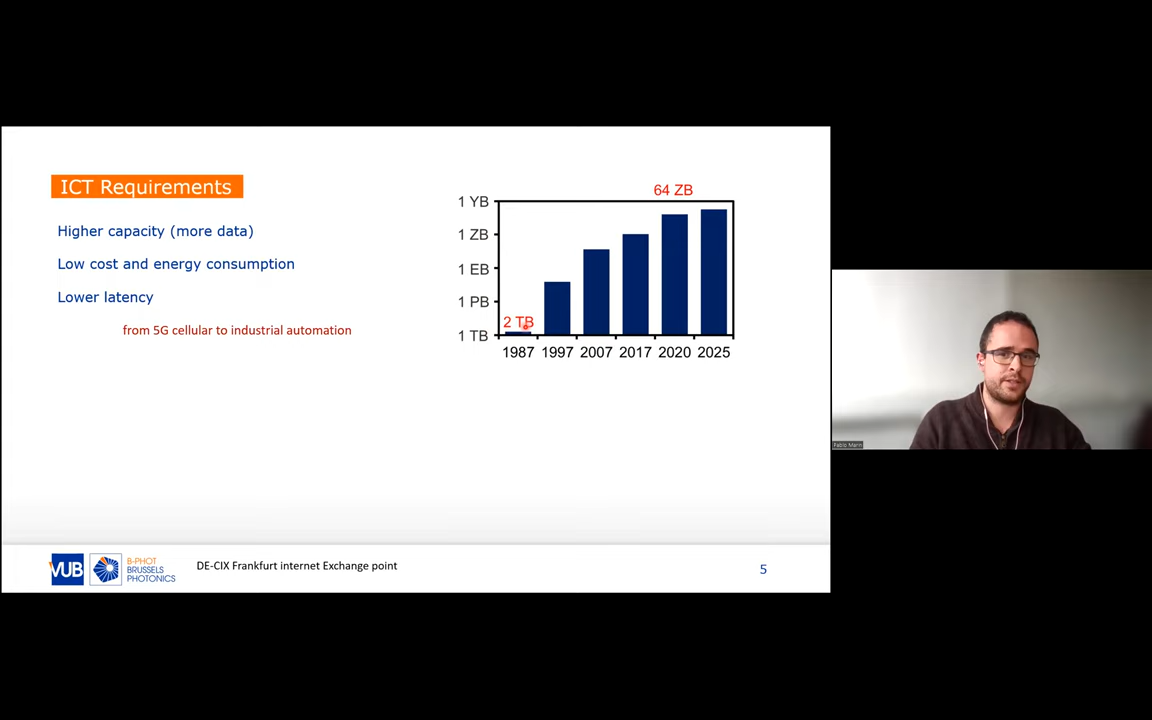 ICT Requirements
Higher capacity (more data)
Low cost and energy consumption
Lower latency
from 5G cellular to industrial automation
64 ZB
1 YB
1 ZB
1 EB
1 PB
2 TB
1 TB
1987 1997 2007 2017 2020 2025
Pablo Marin
VUB
B-PHOT
BRUSSELS
PHOTONICS
DE-CIX Frankfurt internet Exchange point
5